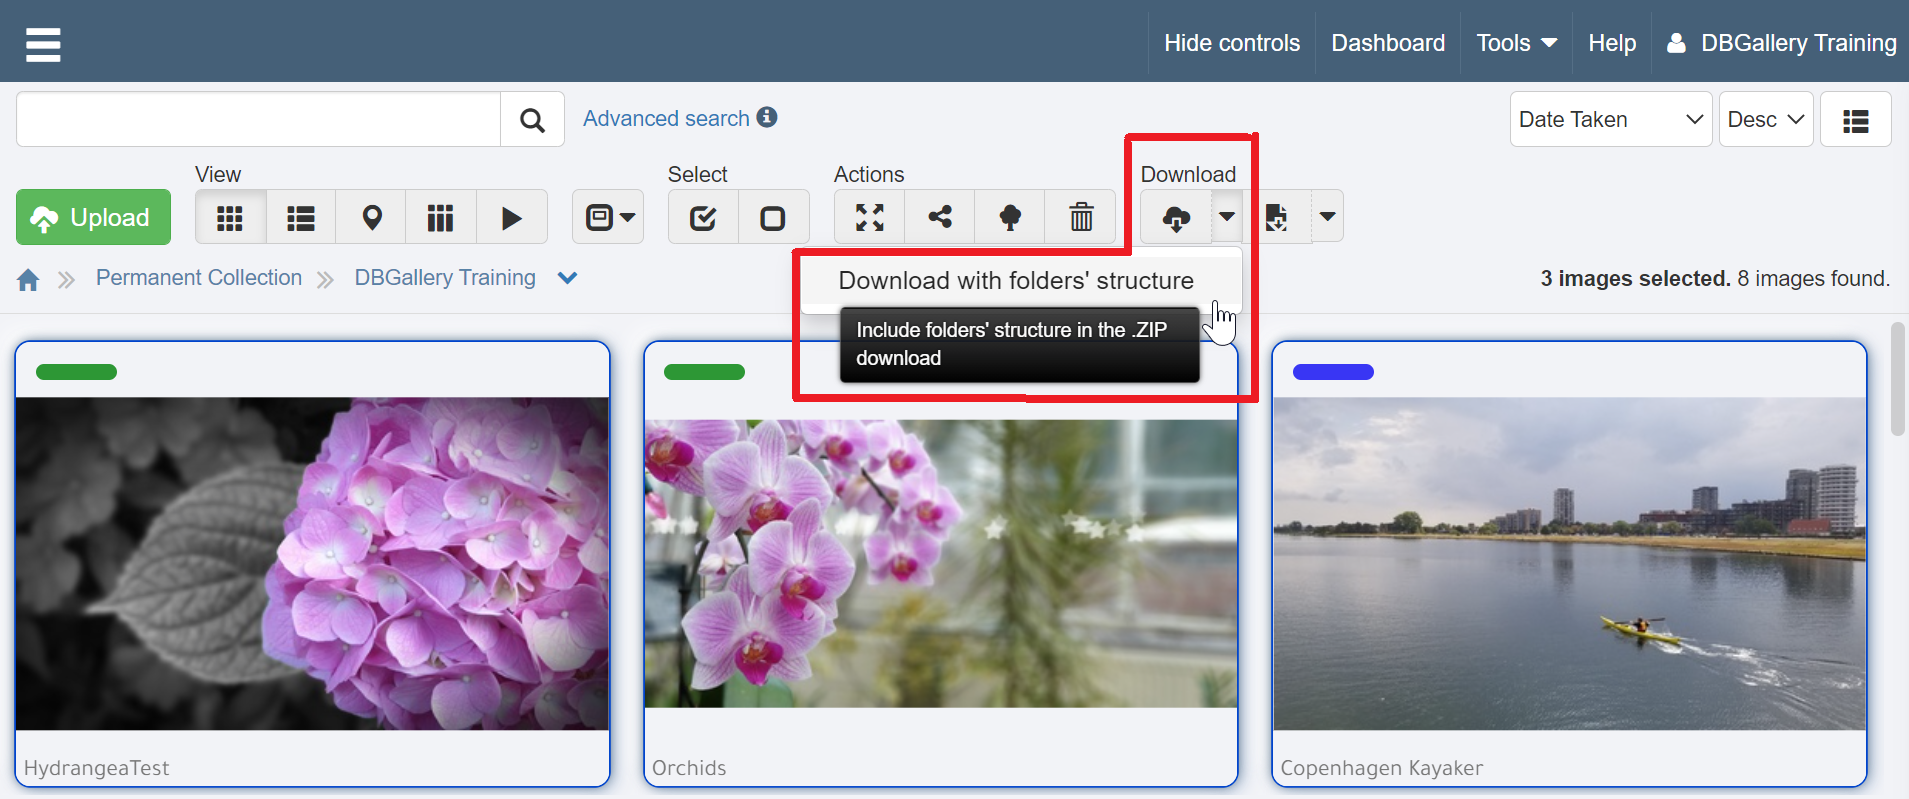 Hide controls
Dashboard
Tools
Help
DBGallery Training
Advanced search
Date Taken
Desc
View
Select
Actions
Download
Upload
Permanent Collection
DBGallery Training
Download with folders' structure
3 images selected. 8 images found.
Include folders' structure in the .ZIP
download
HydrangeaTest
Orchids
Copenhagen Kayaker